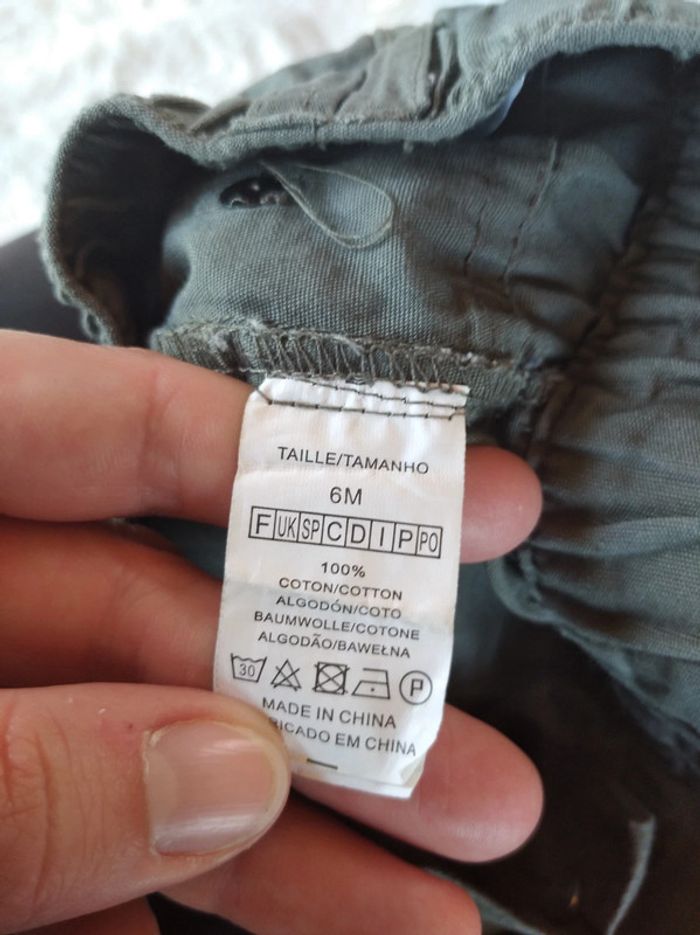 TAILLE/TAMANHO
6M
F UK SP C D I P PO
100%
COTON/COTTON
ALGODÓN/COTO
BAUMWOLLE/COTONE
ALGODÃO/BAWEŁNA
30 P
MADE IN CHINA
EM CHINA